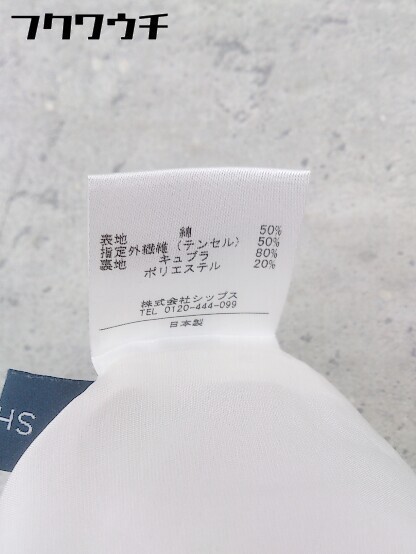 フクワウチ
表地 綿 50%
指定外繊維(テンセル) 50%
裏地 キュプラ 80%
ポリエステル 20%
株式会社シップス
TEL 0120-444-099
日本製
SH